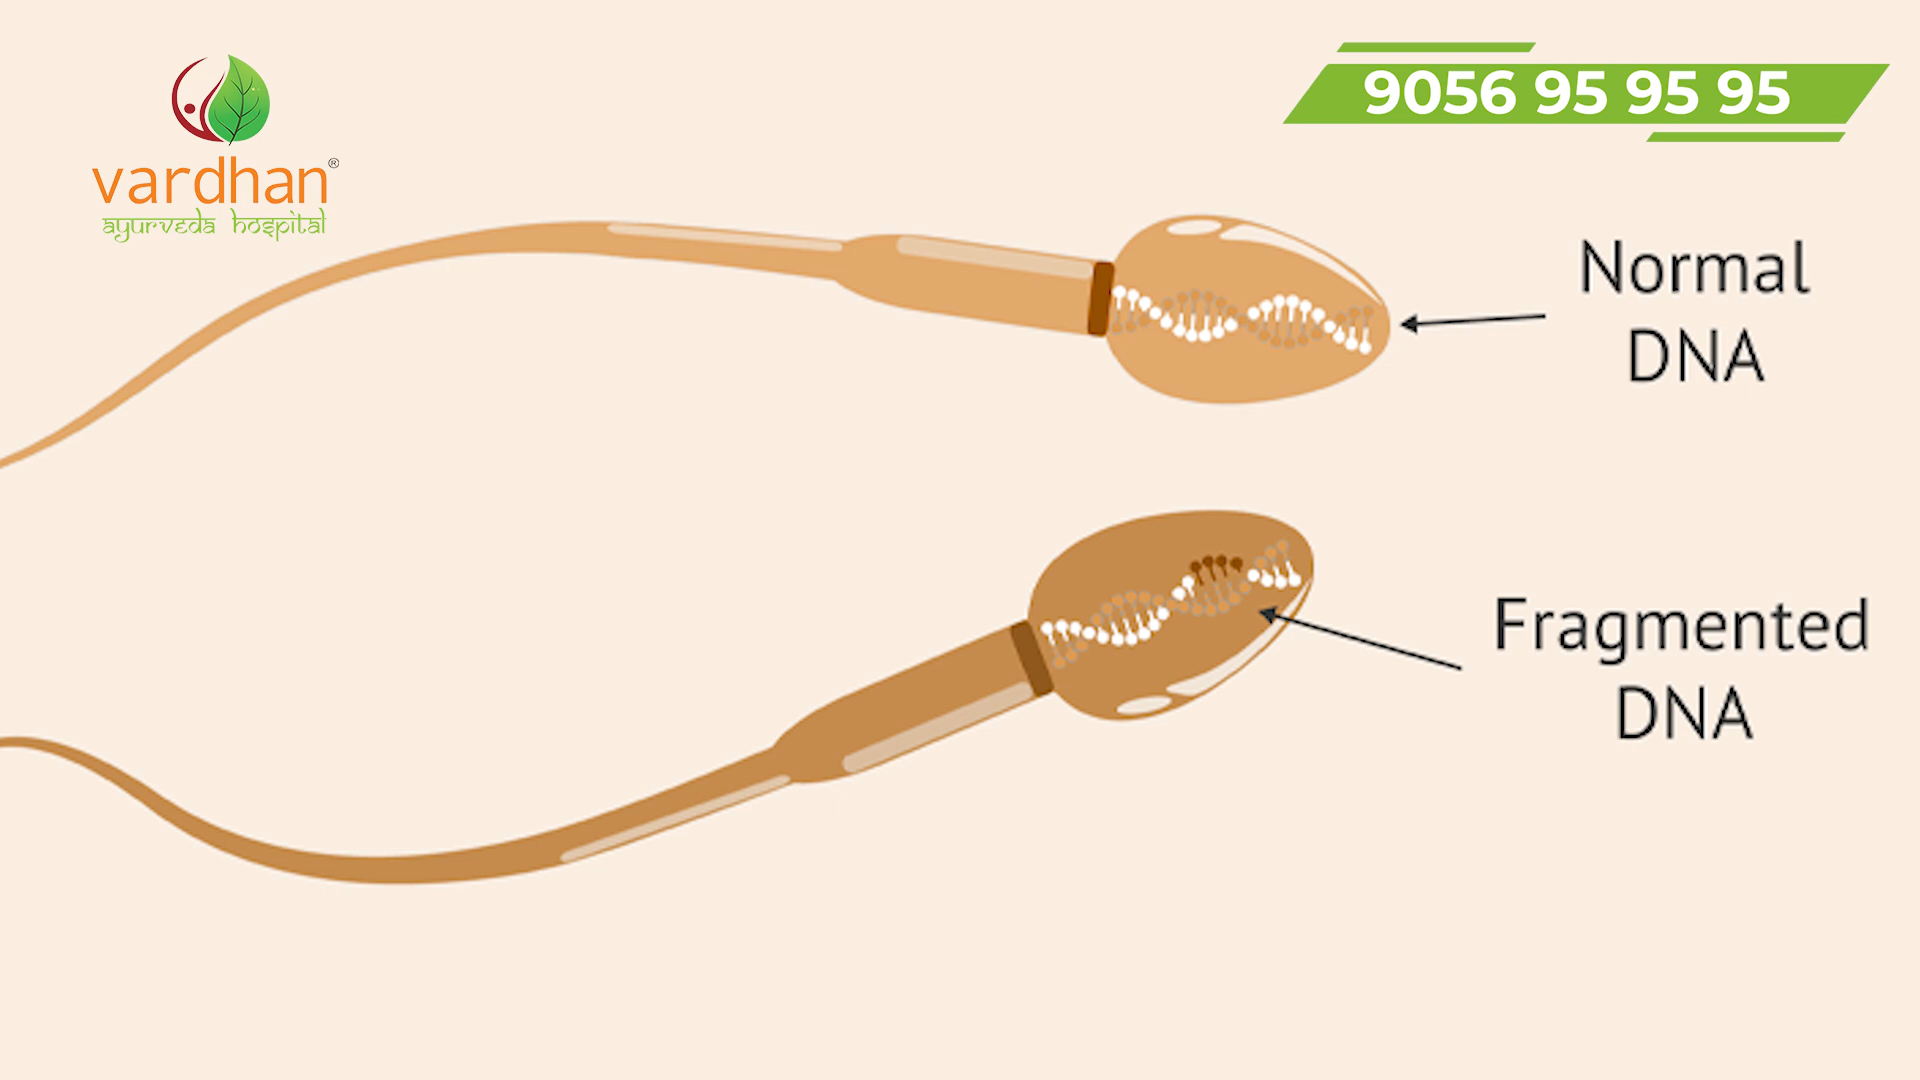 vardhan®
ayurveda hospital
9056 95 95 95
Normal
DNA
Fragmented
DNA